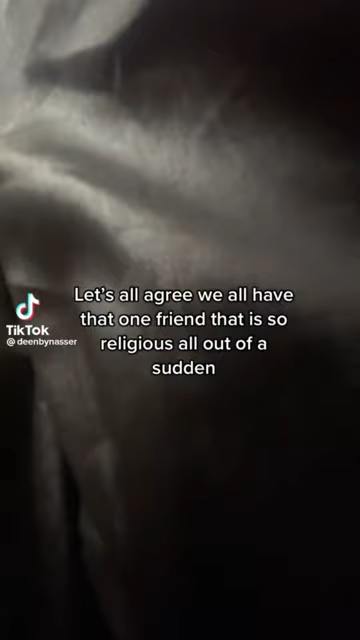 Let's all agree we all have
that one friend that is so
religious all out of a
sudden
TikTok
@deenbynasser